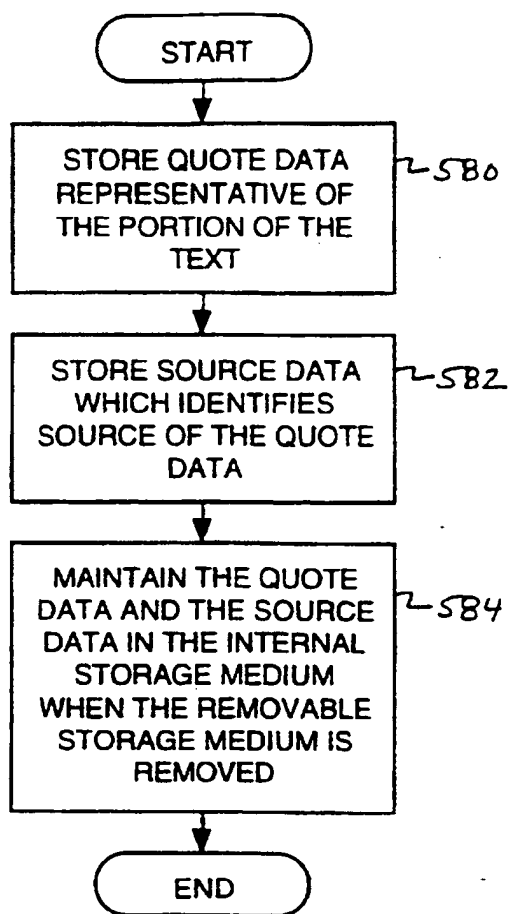 START
STORE QUOTE DATA
REPRESENTATIVE OF
THE PORTION OF THE
TEXT
580
STORE SOURCE DATA
WHICH IDENTIFIES
SOURCE OF THE QUOTE
DATA
582
MAINTAIN THE QUOTE
DATA AND THE SOURCE
DATA IN THE INTERNAL
STORAGE MEDIUM
WHEN THE REMOVABLE
STORAGE MEDIUM IS
REMOVED
584
END